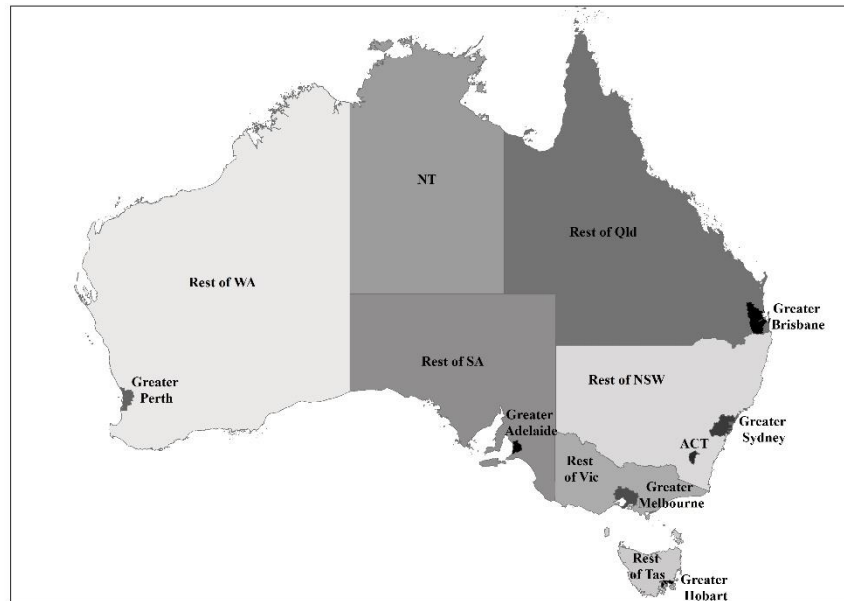 NT
Rest of Qld
Rest of WA
Greater
Brisbane
Rest of SA
Rest of NSW
Greater
Perth
Greater
Adelaide
Greater
Sydney
ACT
Rest
of Vic
Greater
Melbourne
Rest
of Tas
Greater
Hobart